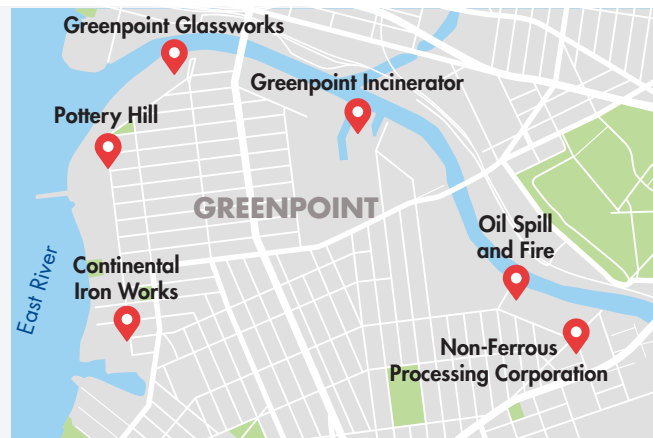 Greenpoint Glassworks
Greenpoint Incinerator
Pottery Hill
GREENPOINT
Oil Spill
and Fire
East River
Continental
Iron Works
Non-Ferrous
Processing Corporation